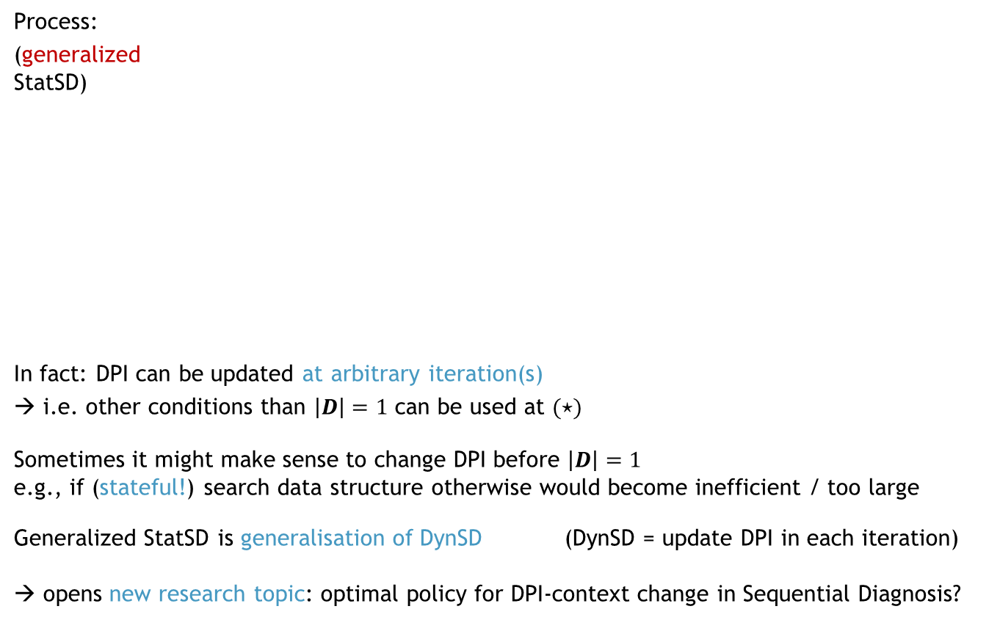 Process:
(generalized
StatSD)
In fact: DPI can be updated at arbitrary iteration(s)
→ i.e. other conditions than |D| = 1 can be used at (⋆)
Sometimes it might make sense to change DPI before |D| = 1
e.g., if (stateful!) search data structure otherwise would become inefficient / too large
Generalized StatSD is generalisation of DynSD (DynSD = update DPI in each iteration)
→ opens new research topic: optimal policy for DPI-context change in Sequential Diagnosis?